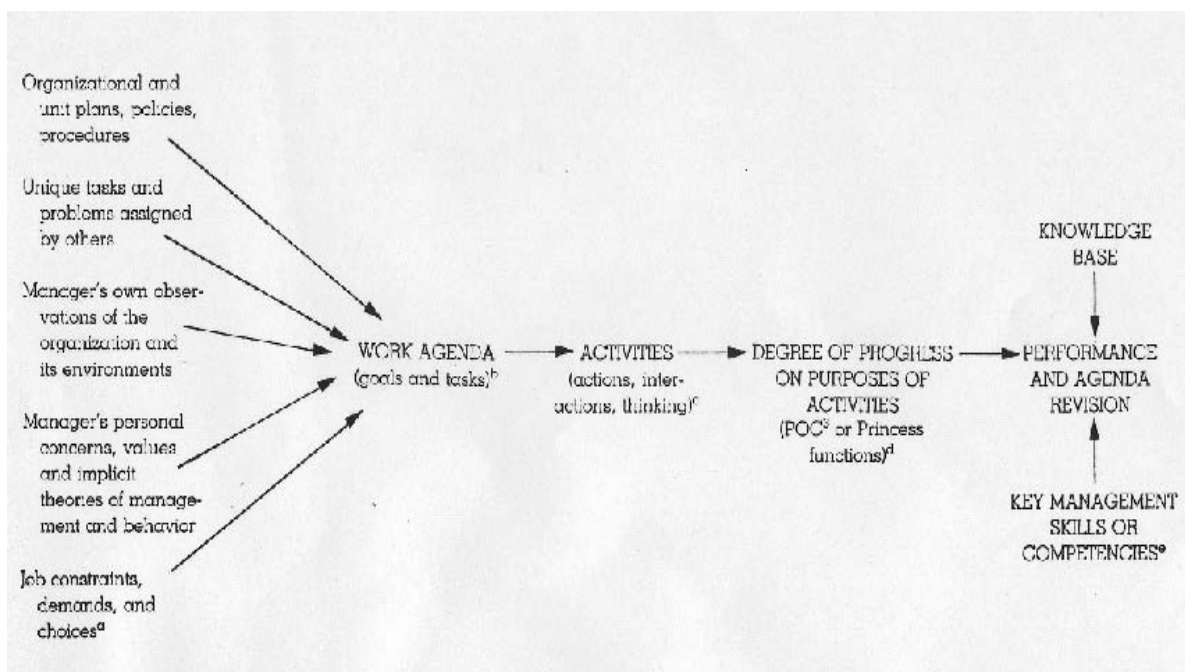 Organizational and
unit plans, policies,
procedures
Unique tasks and
problems assigned
by others
Manager's own obser-
vations of the
organization and
its environments
Manager's personal
concerns, values
and implicit
theories of manage-
ment and behavior
Job constraints,
demands, and
choicesᵃ
WORK AGENDA
(goals and tasks)ᵇ
ACTIVITIES
(actions, inter-
actions, thinking)ᶜ
DEGREE OF PROGRESS
ON PURPOSES OF
ACTIVITIES
(POC³ or Princess
functions)ᵈ
KNOWLEDGE
BASE
PERFORMANCE
AND AGENDA
REVISION
KEY MANAGEMENT
SKILLS OR
COMPETENCIESᵉ